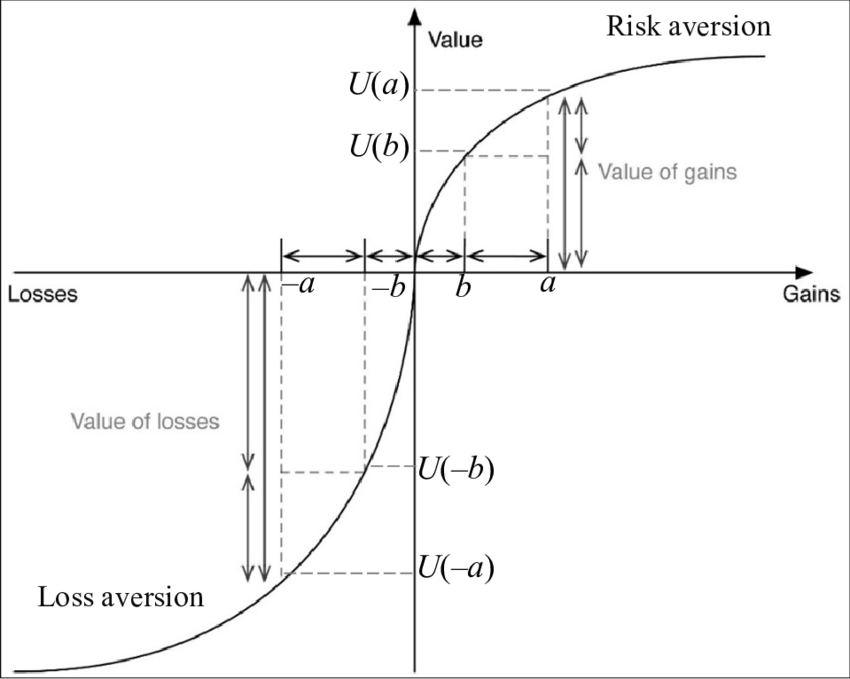 Risk aversion
Value
U(a)
U(b)
Value of gains
–a
–b
b
a
Losses
Gains
Value of losses
U(–b)
U(–a)
Loss aversion